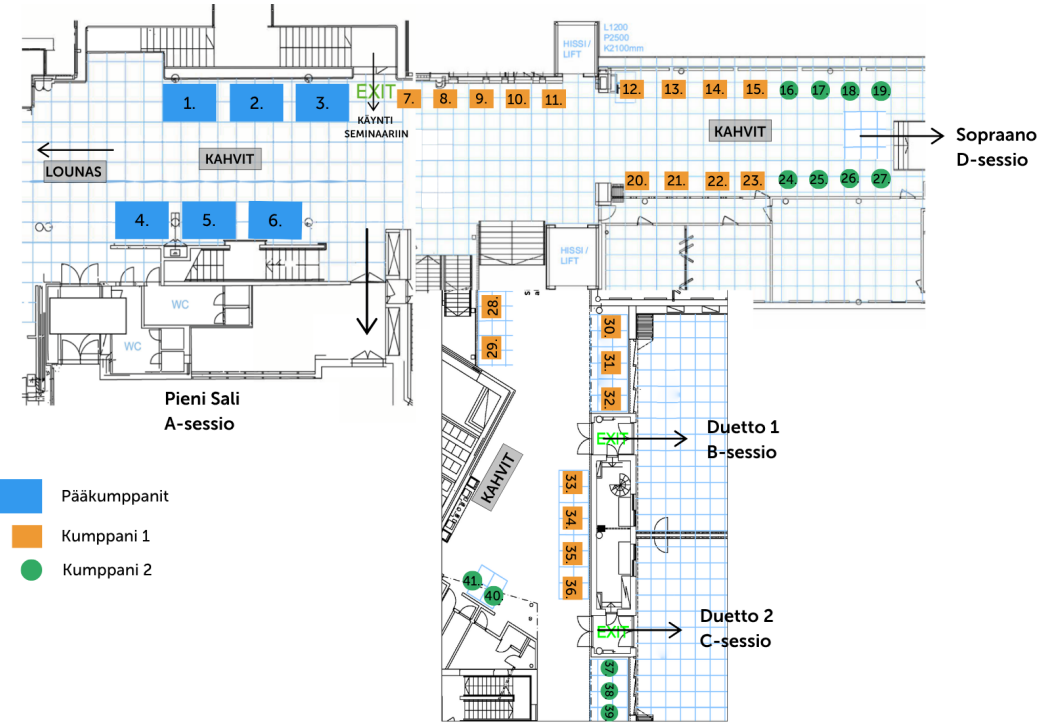 L1200
P2500
K2100mm
HISSI /
LIFT
EXIT
1.
2.
3.
7.
8.
9.
10.
11.
12.
13.
14.
15.
16.
17.
18.
19.
KÄYNTI
SEMINAARIIN
KAHVIT
KAHVIT
Sopraano
D-sessio
LOUNAS
20.
21.
22.
23.
24.
25.
26.
27.
4.
5.
6.
HISSI /
LIFT
WC
WC
28.
29.
30.
31.
32.
Pieni Sali
A-sessio
Duetto 1
B-sessio
EXIT
KAHVIT
33.
34.
35.
36.
Pääkumppanit
Kumppani 1
Kumppani 2
41.
40.
EXIT
Duetto 2
C-sessio
37
38
39